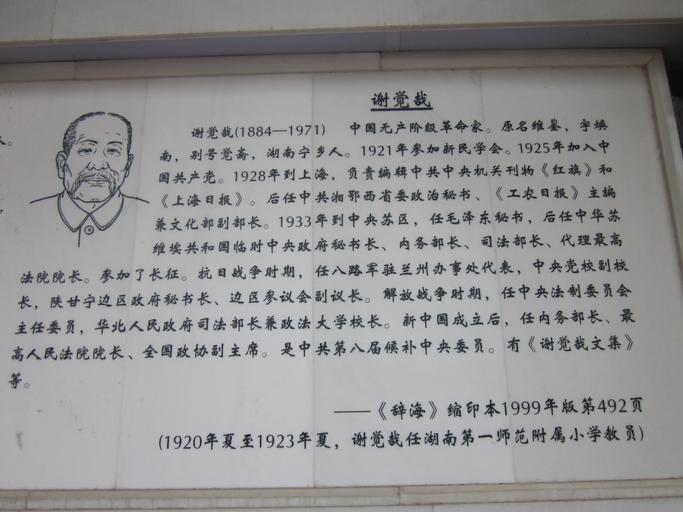 谢觉哉
谢觉哉(1884—1971) 中国无产阶级革命家。原名维鋆，字焕
南，别号觉斋，湖南宁乡人。1921年参加新民学会。1925年加入中
国共产党。1928年到上海，负责编辑中共中央机关刊物《红旗》和
《上海日报》。后任中共湘鄂西省委政治秘书、《工农日报》主编
兼文化部副部长。1933年到中央苏区，任毛泽东秘书，后任中华苏
维埃共和国临时中央政府秘书长、内务部长、司法部长、代理最高
法院院长。参加了长征。抗日战争时期，任八路军驻兰州办事处代表，中央党校副校
长，陕甘宁边区政府秘书长、边区参议会副议长。解放战争时期，任中央法制委员会
主任委员，华北人民政府司法部长兼政法大学校长。新中国成立后，任内务部长、最
高人民法院院长、全国政协副主席。是中共第八届候补中央委员。有《谢觉哉文集》
等。
——《辞海》缩印本1999年版第492页
(1920年夏至1923年夏，谢觉哉任湖南第一师范附属小学教员)